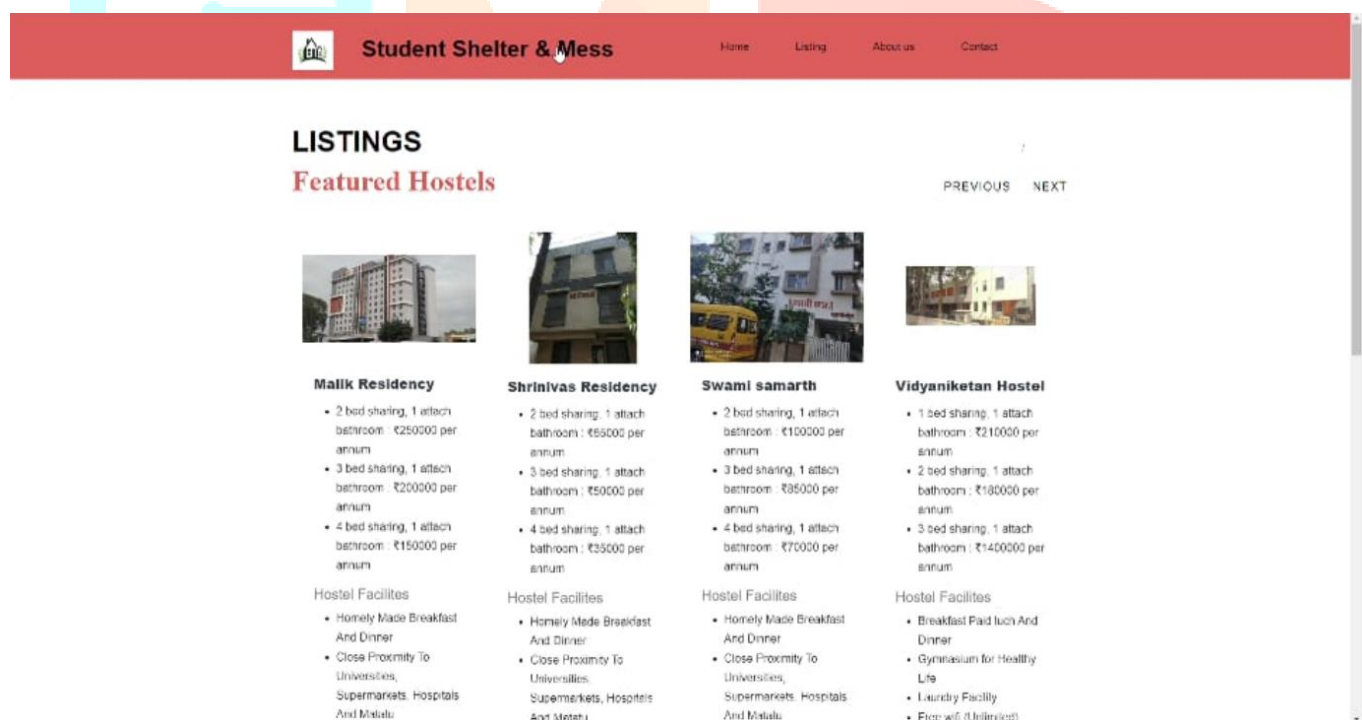 Student Shelter & Mess
Home
Listing
About us
Contact
LISTINGS
Featured Hostels
PREVIOUS
NEXT
Malik Residency
• 2 bed sharing, 1 attach
bathroom : ₹250000 per
annum
• 3 bed sharing, 1 attach
bathroom : ₹200000 per
annum
• 4 bed sharing, 1 attach
bathroom : ₹150000 per
annum
Hostel Facilites
• Homely Made Breakfast
And Dinner
• Close Proximity To
Universities,
Supermarkets, Hospitals
And Matatu
Shrinivas Residency
• 2 bed sharing, 1 attach
bathroom : ₹65000 per
annum
• 3 bed sharing, 1 attach
bathroom : ₹50000 per
annum
• 4 bed sharing, 1 attach
bathroom : ₹35000 per
annum
Hostel Facilites
• Homely Made Breakfast
And Dinner
• Close Proximity To
Universities,
Supermarkets, Hospitals
And Matatu
Swami samarth
• 2 bed sharing, 1 attach
bathroom : ₹100000 per
annum
• 3 bed sharing, 1 attach
bathroom : ₹85000 per
annum
• 4 bed sharing, 1 attach
bathroom : ₹70000 per
annum
Hostel Facilites
• Homely Made Breakfast
And Dinner
• Close Proximity To
Universities,
Supermarkets, Hospitals
And Matatu
Vidyaniketan Hostel
• 1 bed sharing, 1 attach
bathroom : ₹210000 per
annum
• 2 bed sharing, 1 attach
bathroom : ₹180000 per
annum
• 3 bed sharing, 1 attach
bathroom : ₹1400000 per
annum
Hostel Facilites
• Breakfast Paid luch And
Dinner
• Gymnasium for Healthy
Life
• Laundry Facility
• Free wifi (Unlimited)